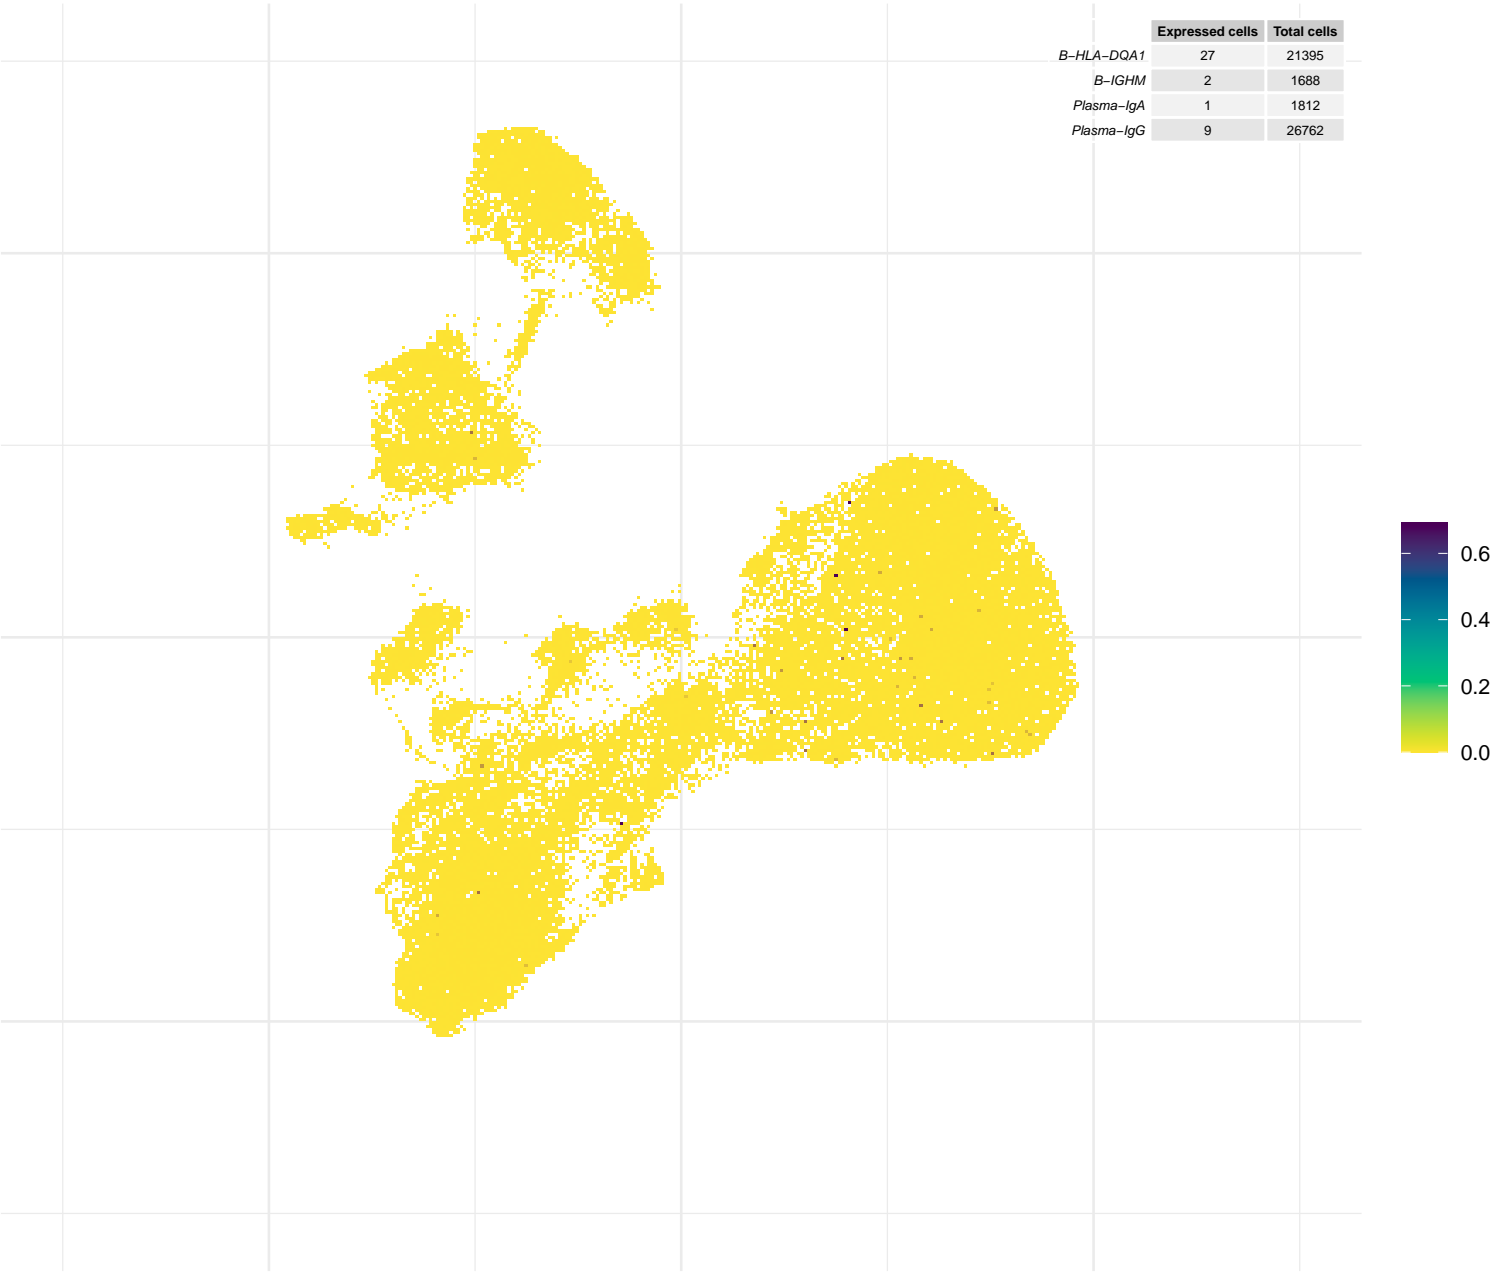 Expressed cells Total cells
B-HLA-DQA1 27 21395
B-IGHM 2 1688
Plasma-IgA 1 1812
Plasma-IgG 9 26762
0.6
0.4
0.2
0.0